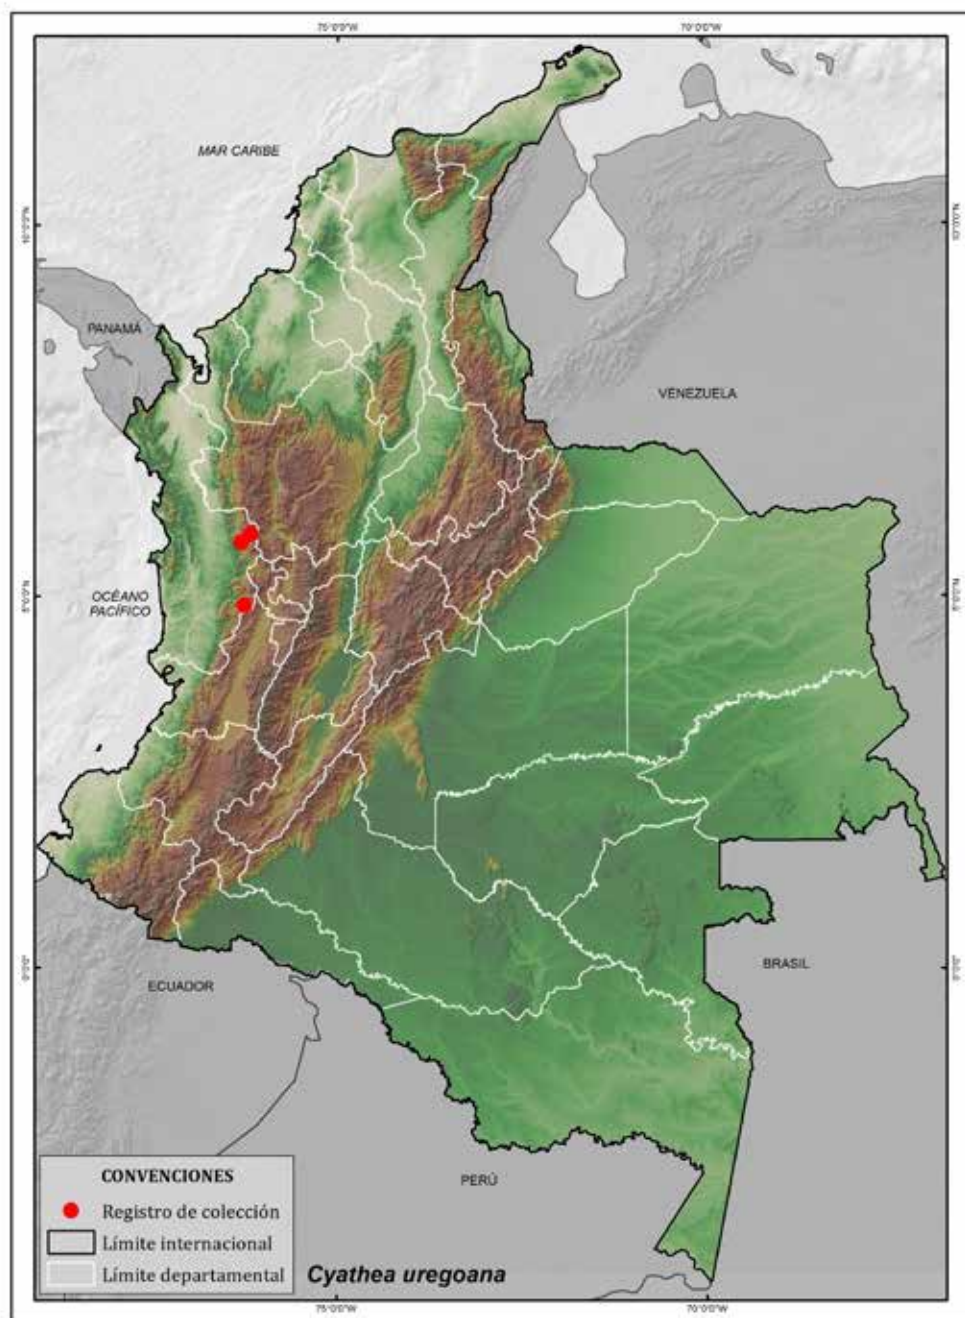 75°0'0"W
70°0'0"W
MAR CARIBE
10°0'0"N
10°0'0"N
PANAMÁ
VENEZUELA
OCÉANO
PACÍFICO
5°0'0"N
5°0'0"N
BRASIL
0°0'0"
0°0'0"
ECUADOR
PERÚ
CONVENCIONES
Registro de colección
Límite internacional
Límite departamental
Cyathea uregoana
75°0'0"W
70°0'0"W